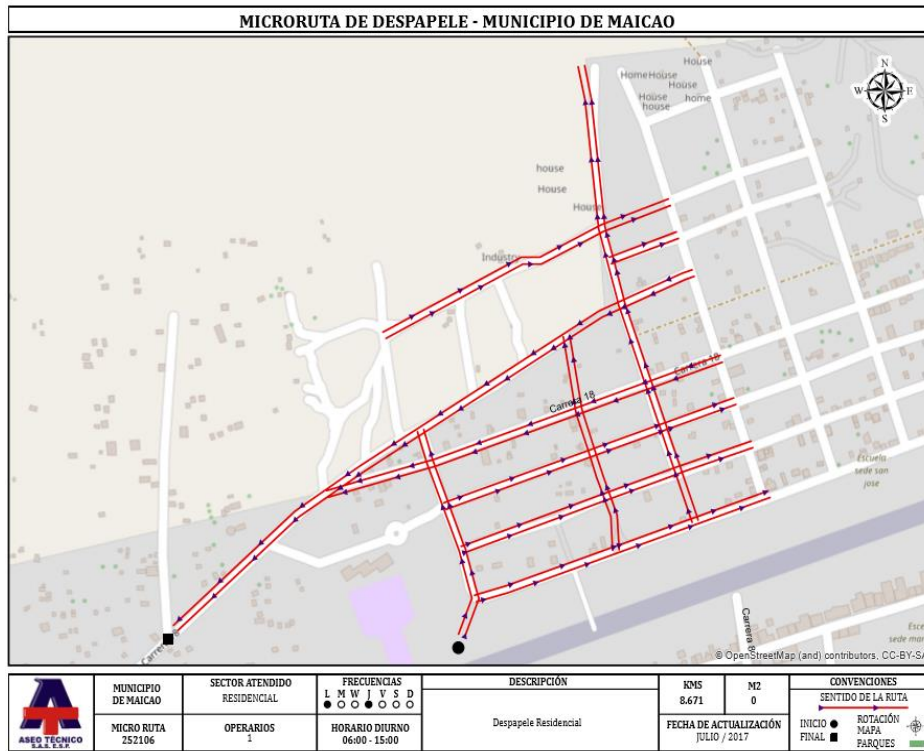 MICRORUTA DE DESPAPELE - MUNICIPIO DE MAICAO
House
HomeHouse
House
House home
house
N
W E
S
house
House
House
Carrera 18
Carrera 18
Escuela
sede san
jose
Carrera 8
© OpenStreetMap (and) contributors, CC-BY-SA
ASEO TÉCNICO
S.A.S. E.S.P.
MUNICIPIO
DE MAICAO
MICRO RUTA
252106
SECTOR ATENDIDO
RESIDENCIAL
OPERARIOS
1
FRECUENCIAS
L M W J V S D
HORARIO DIURNO
06:00 - 15:00
DESCRIPCIÓN
Despapele Residencial
KMS
8.671
M2
0
FECHA DE ACTUALIZACIÓN
JULIO / 2017
CONVENCIONES
SENTIDO DE LA RUTA
INICIO
FINAL
ROTACIÓN
MAPA
PARQUES